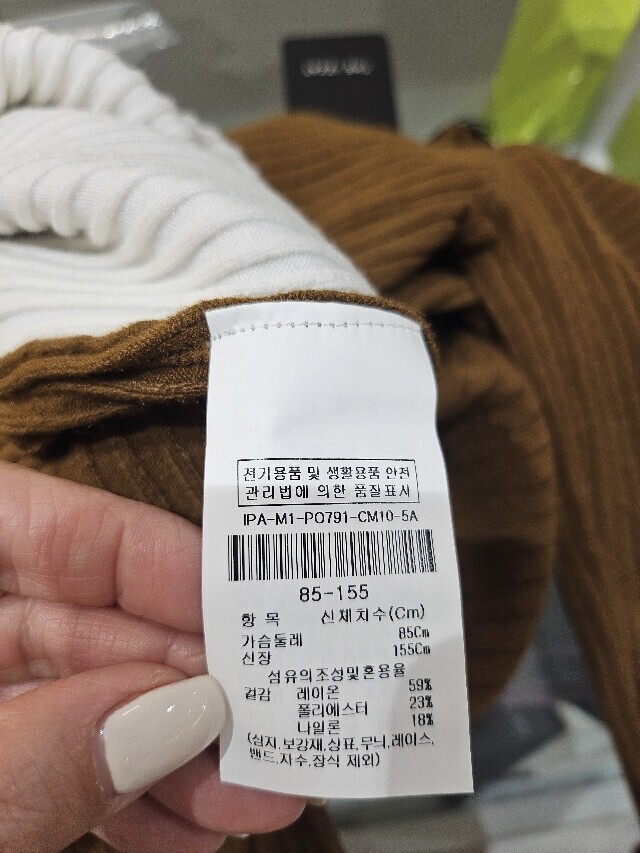 전기용품 및 생활용품 안전
관리법에 의한 품질표시
IPA-M1-PO791-CM10-5A
85-155
항 목 신체치수(Cm)
가슴둘레 85Cm
신장 155Cm
섬유의조성및혼용율
겉감 레이온 59%
폴리에스터 23%
나일론 18%
(심지,보강재,상표,무늬,레이스,
밴드,자수,장식 제외)